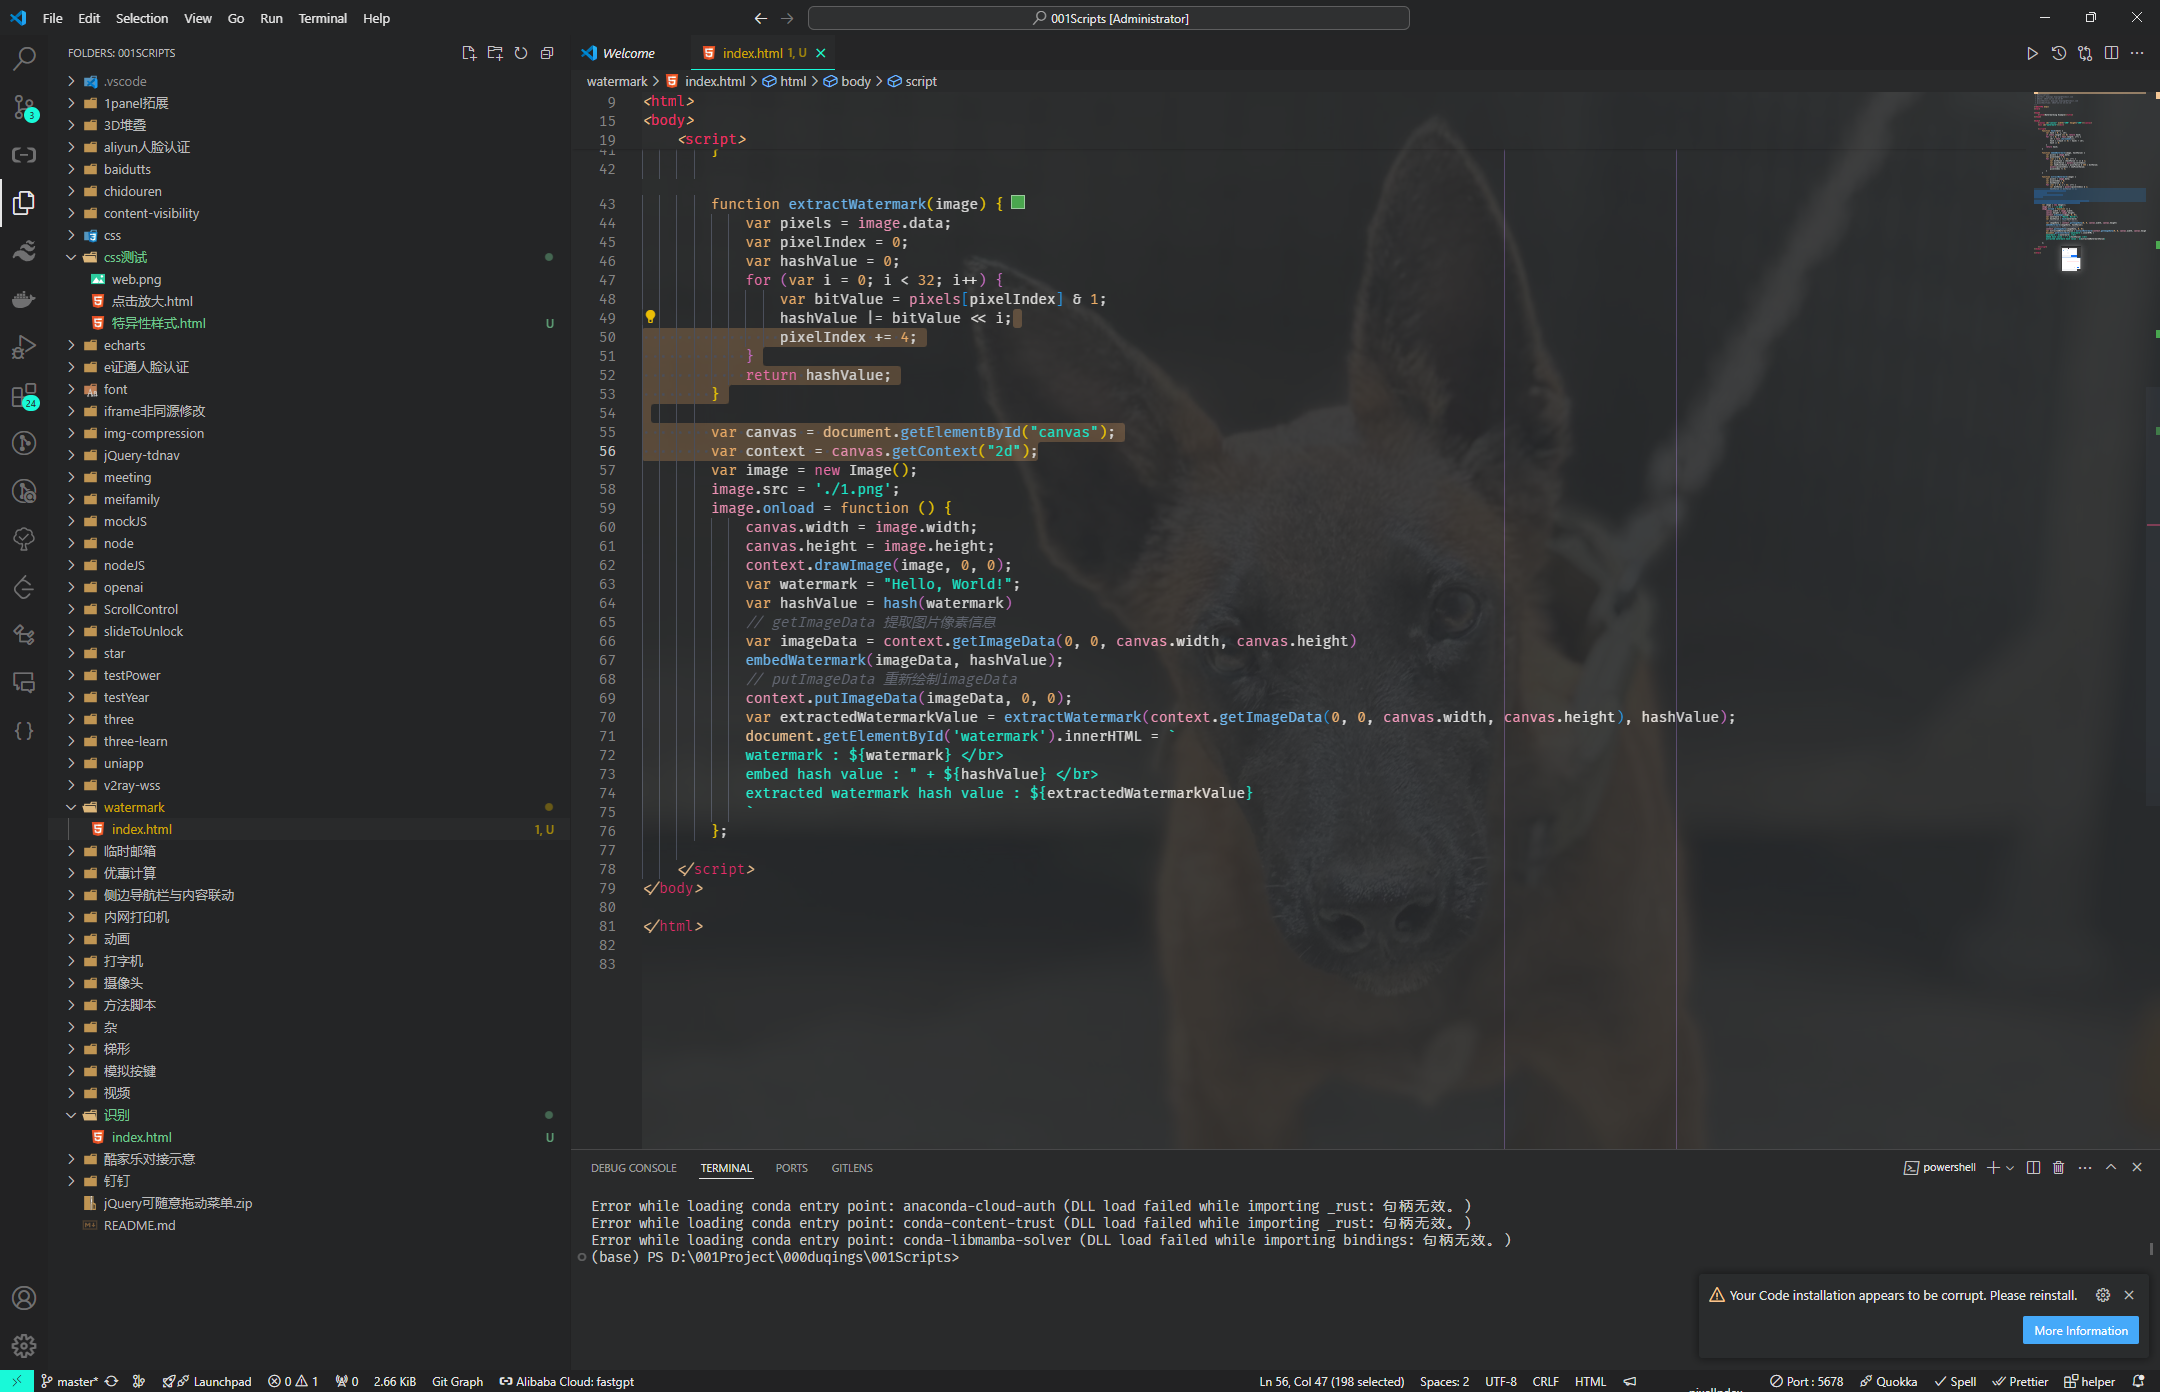 File Edit Selection View Go Run Terminal Help
001Scripts [Administrator]
FOLDERS: 001SCRIPTS
.vscode
1panel拓展
3D堆叠
aliyun人脸认证
baidutts
chidouren
content-visibility
css
css测试
web.png
点击放大.html
特异性样式.html U
echarts
e证通人脸认证
font
iframe非同源修改
img-compression
jQuery-tdnav
meeting
meifamily
mockJS
node
nodeJS
openai
ScrollControl
slideToUnlock
star
testPower
testYear
three
three-learn
uniapp
v2ray-wss
watermark
index.html 1, U
临时邮箱
优惠计算
侧边导航栏与内容联动
内网打印机
动画
打字机
摄像头
方法脚本
杂
梯形
模拟按键
视频
识别
index.html U
酷家乐对接示意
钉钉
jQuery可随意拖动菜单.zip
README.md
3
24
Welcome index.html 1, U
watermark > index.html > html > body > script
9 <html>
15 <body>
19 <script>
41 }
42
43 function extractWatermark(image) {
44 var pixels = image.data;
45 var pixelIndex = 0;
46 var hashValue = 0;
47 for (var i = 0; i < 32; i++) {
48 var bitValue = pixels[pixelIndex] & 1;
49 hashValue |= bitValue << i;
50 pixelIndex += 4;
51 }
52 return hashValue;
53 }
54
55 var canvas = document.getElementById("canvas");
56 var context = canvas.getContext("2d");
57 var image = new Image();
58 image.src = './1.png';
59 image.onload = function () {
60 canvas.width = image.width;
61 canvas.height = image.height;
62 context.drawImage(image, 0, 0);
63 var watermark = "Hello, World!";
64 var hashValue = hash(watermark)
65 // getImageData 提取图片像素信息
66 var imageData = context.getImageData(0, 0, canvas.width, canvas.height)
67 embedWatermark(imageData, hashValue);
68 // putImageData 重新绘制imageData
69 context.putImageData(imageData, 0, 0);
70 var extractedWatermarkValue = extractWatermark(context.getImageData(0, 0, canvas.width, canvas.height), hashValue);
71 document.getElementById('watermark').innerHTML = `
72 watermark : ${watermark} </br>
73 embed hash value : " + ${hashValue} </br>
74 extracted watermark hash value : ${extractedWatermarkValue}
75 `
76 };
77
78 </script>
79 </body>
80
81 </html>
82
83
DEBUG CONSOLE TERMINAL PORTS GITLENS
powershell
Error while loading conda entry point: anaconda-cloud-auth (DLL load failed while importing _rust: 句柄无效。)
Error while loading conda entry point: conda-content-trust (DLL load failed while importing _rust: 句柄无效。)
Error while loading conda entry point: conda-libmamba-solver (DLL load failed while importing bindings: 句柄无效。)
(base) PS D:\001Project\000duqings\001Scripts>
Your Code installation appears to be corrupt. Please reinstall.
More Information
master* Launchpad 0 1 0 2.66 KiB Git Graph Alibaba Cloud: fastgpt
Ln 56, Col 47 (198 selected) Spaces: 2 UTF-8 CRLF HTML Port : 5678 Quokka Spell Prettier helper